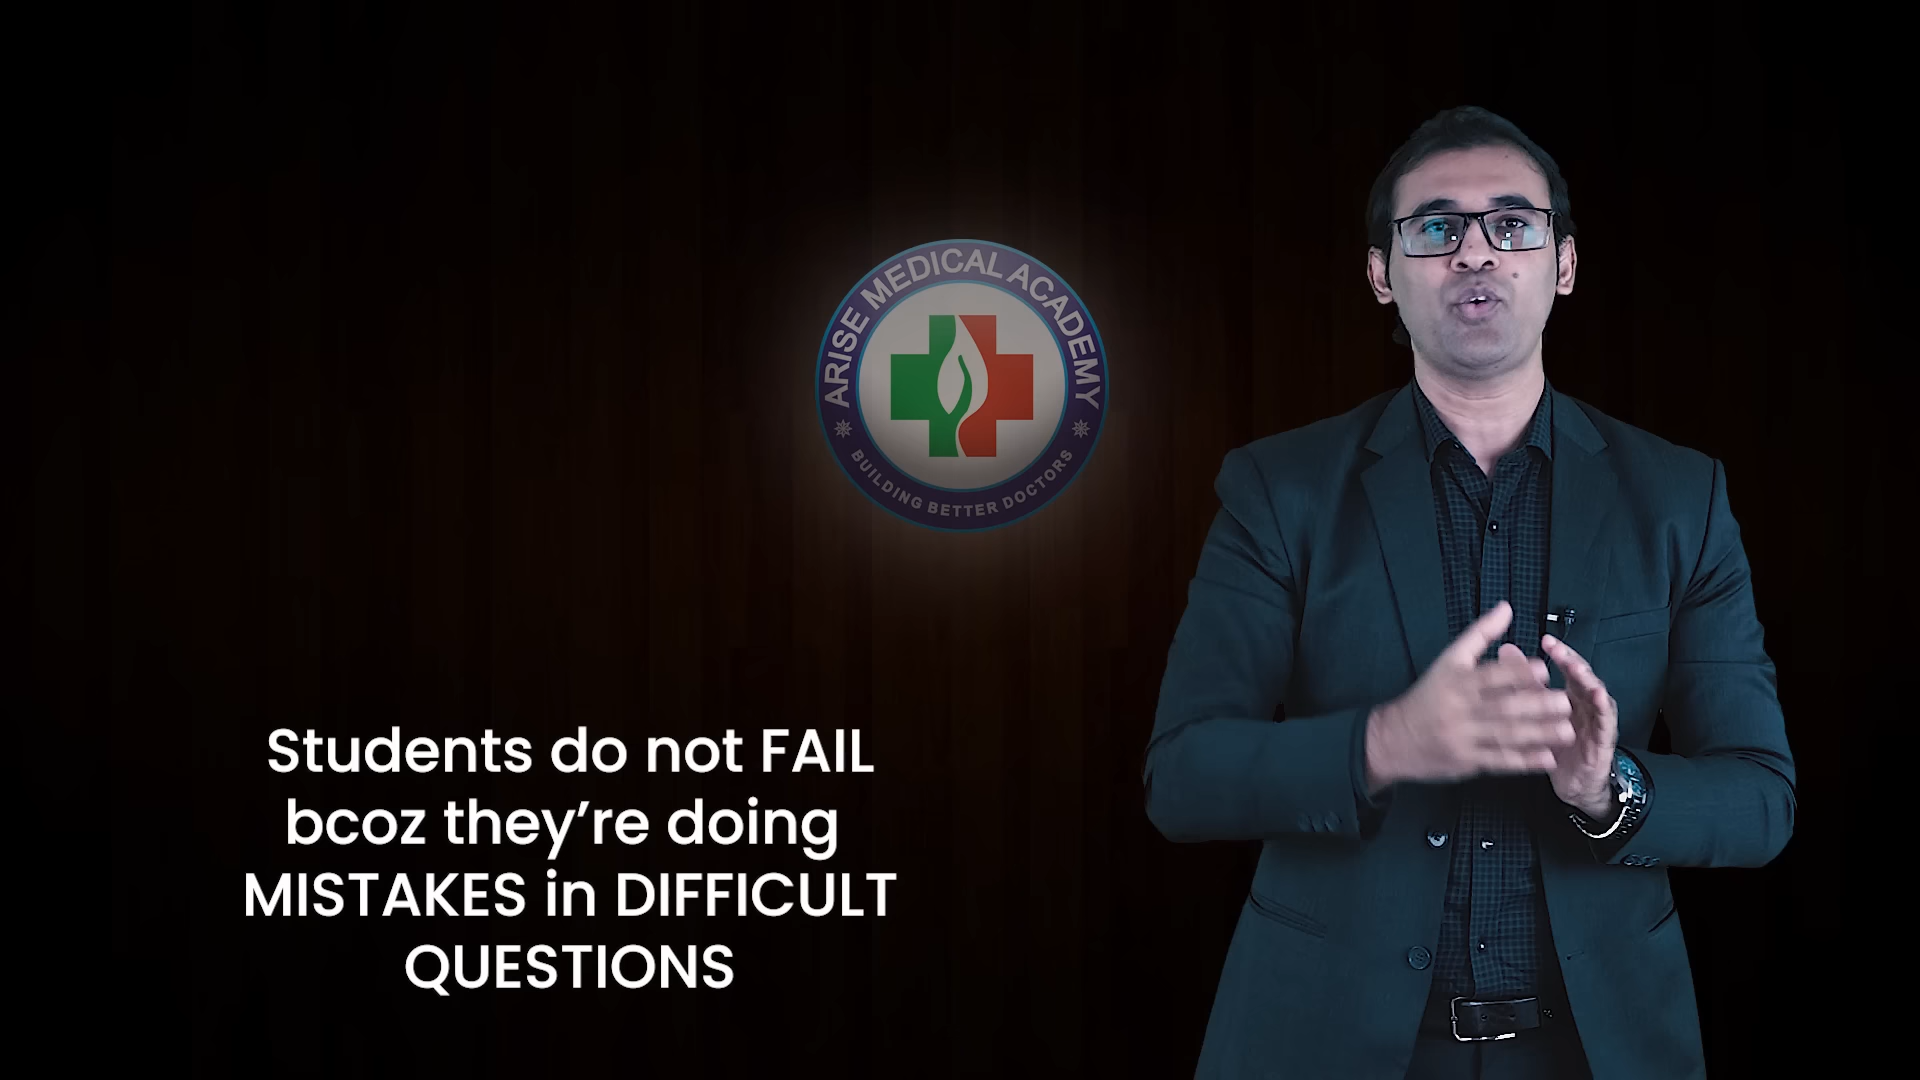 ARISE MEDICAL ACADEMY
BUILDING BETTER DOCTORS
Students do not FAIL
bcoz they’re doing
MISTAKES in DIFFICULT
QUESTIONS